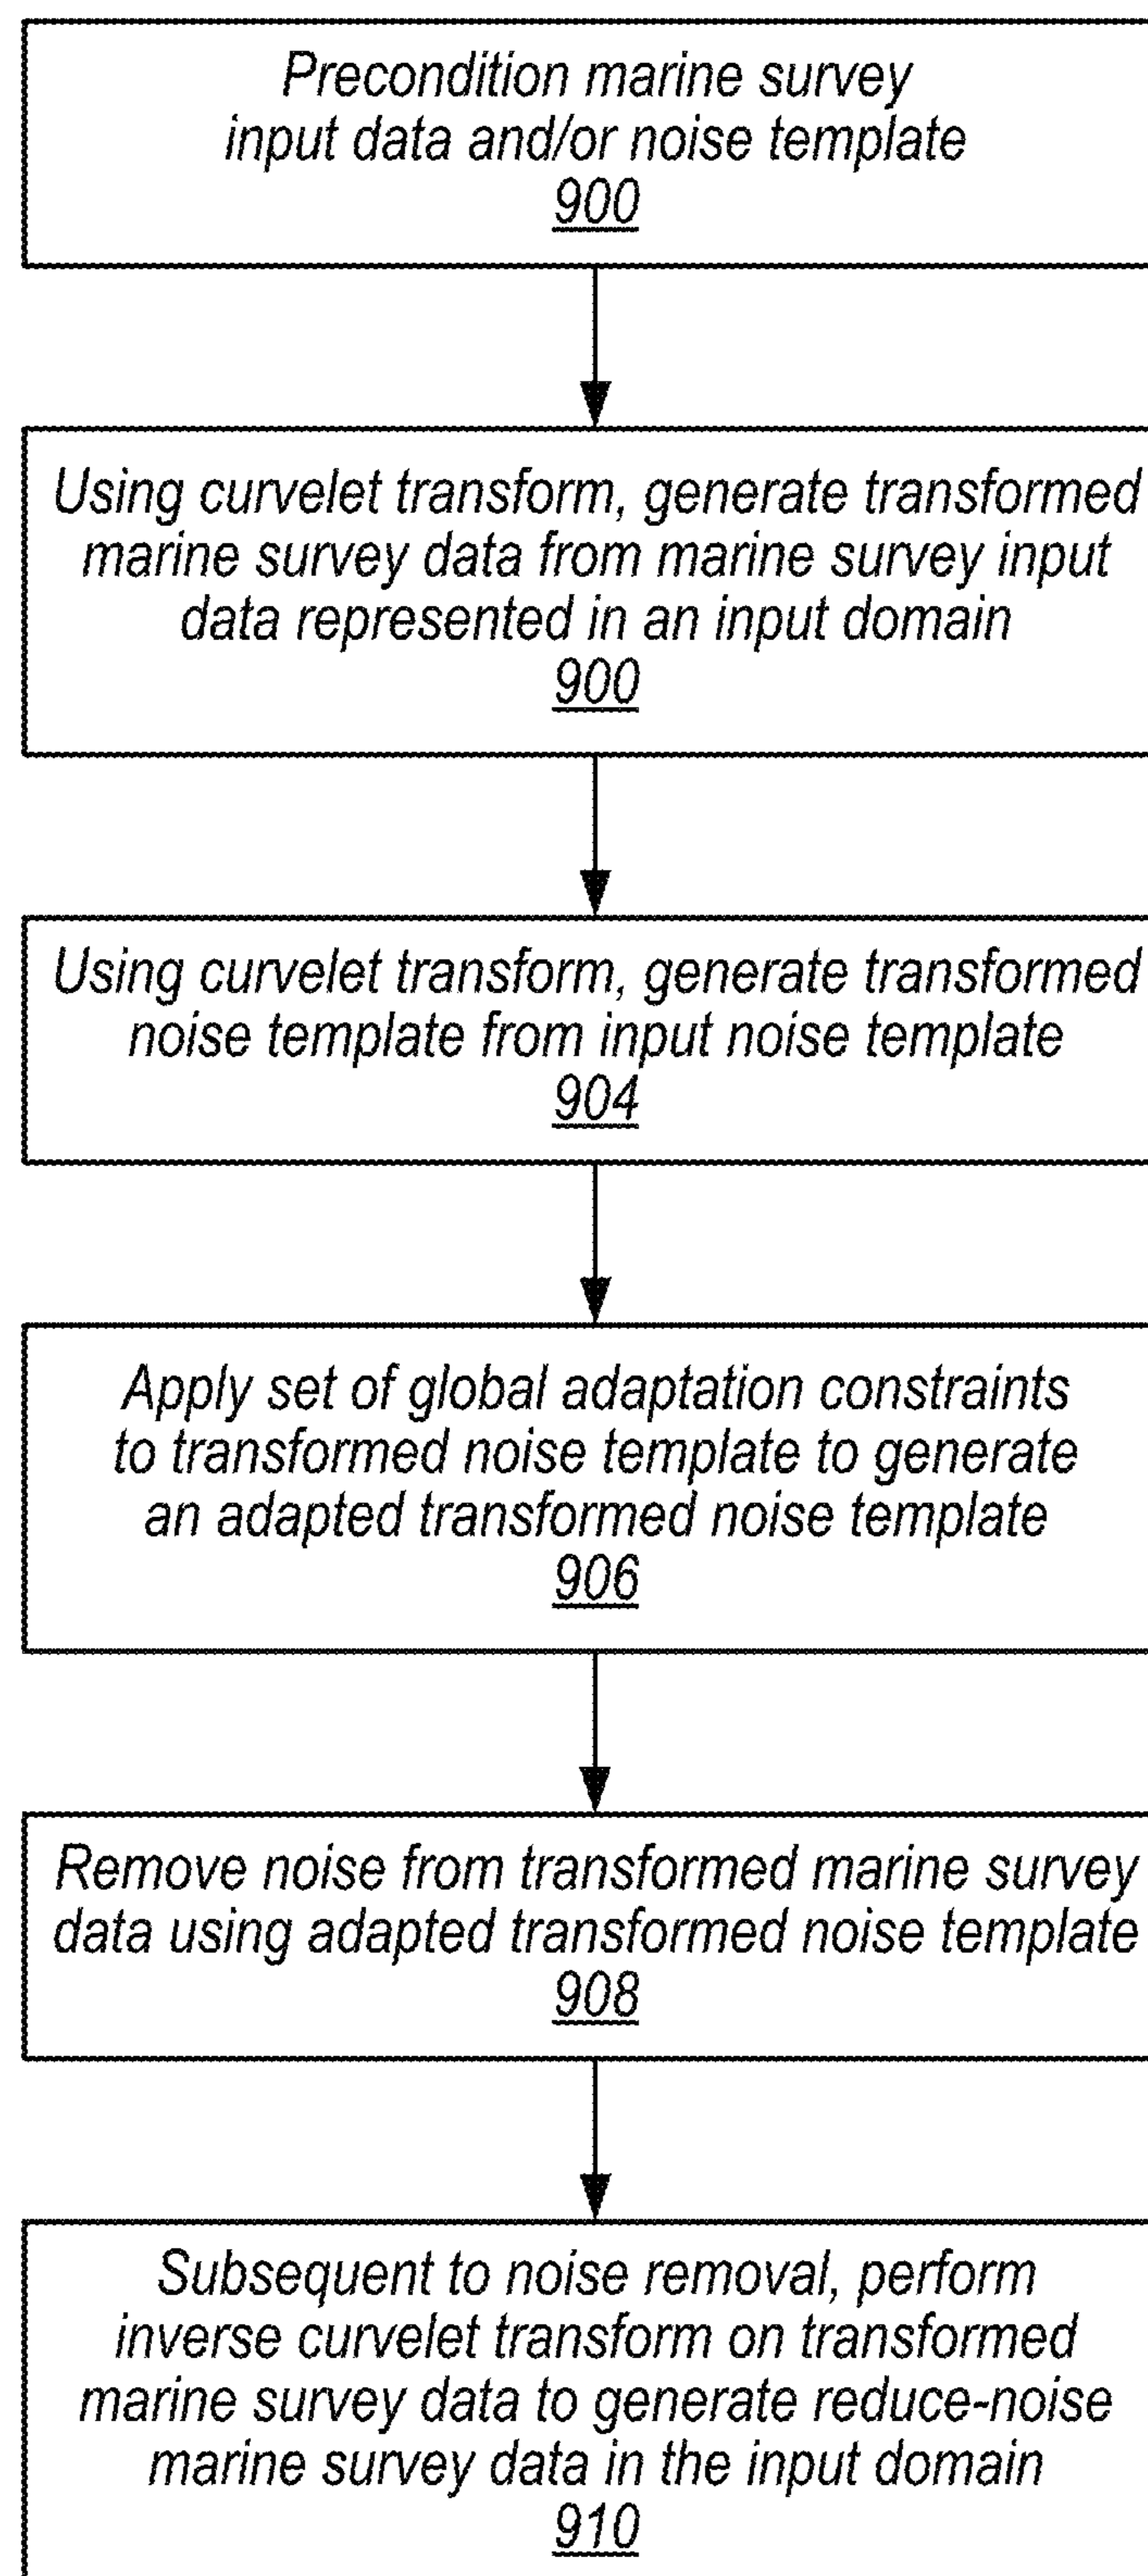 Precondition marine survey
input data and/or noise template
900
Using curvelet transform, generate transformed
marine survey data from marine survey input
data represented in an input domain
900
Using curvelet transform, generate transformed
noise template from input noise template
904
Apply set of global adaptation constraints
to transformed noise template to generate
an adapted transformed noise template
906
Remove noise from transformed marine survey
data using adapted transformed noise template
908
Subsequent to noise removal, perform
inverse curvelet transform on transformed
marine survey data to generate reduce-noise
marine survey data in the input domain
910